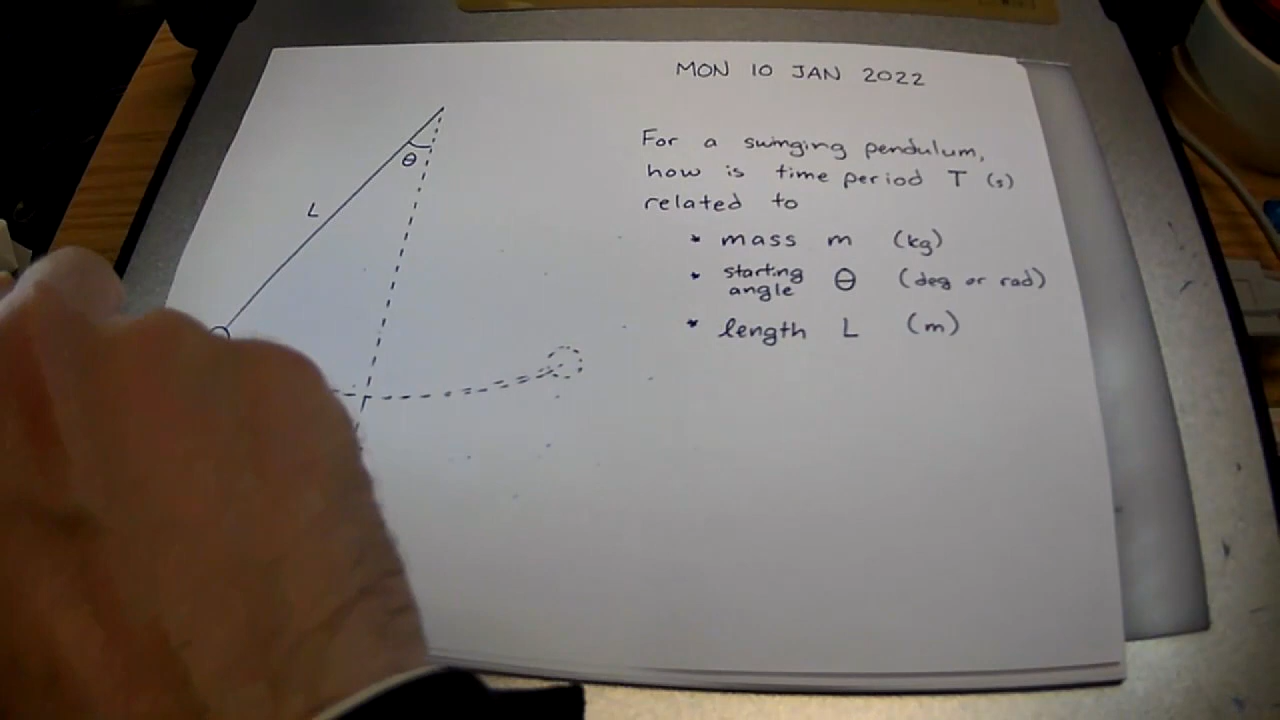 MON 10 JAN 2022
For a swinging pendulum,
how is time period T (s)
related to
* mass m (kg)
* starting angle θ (deg or rad)
* length L (m)
θ
L